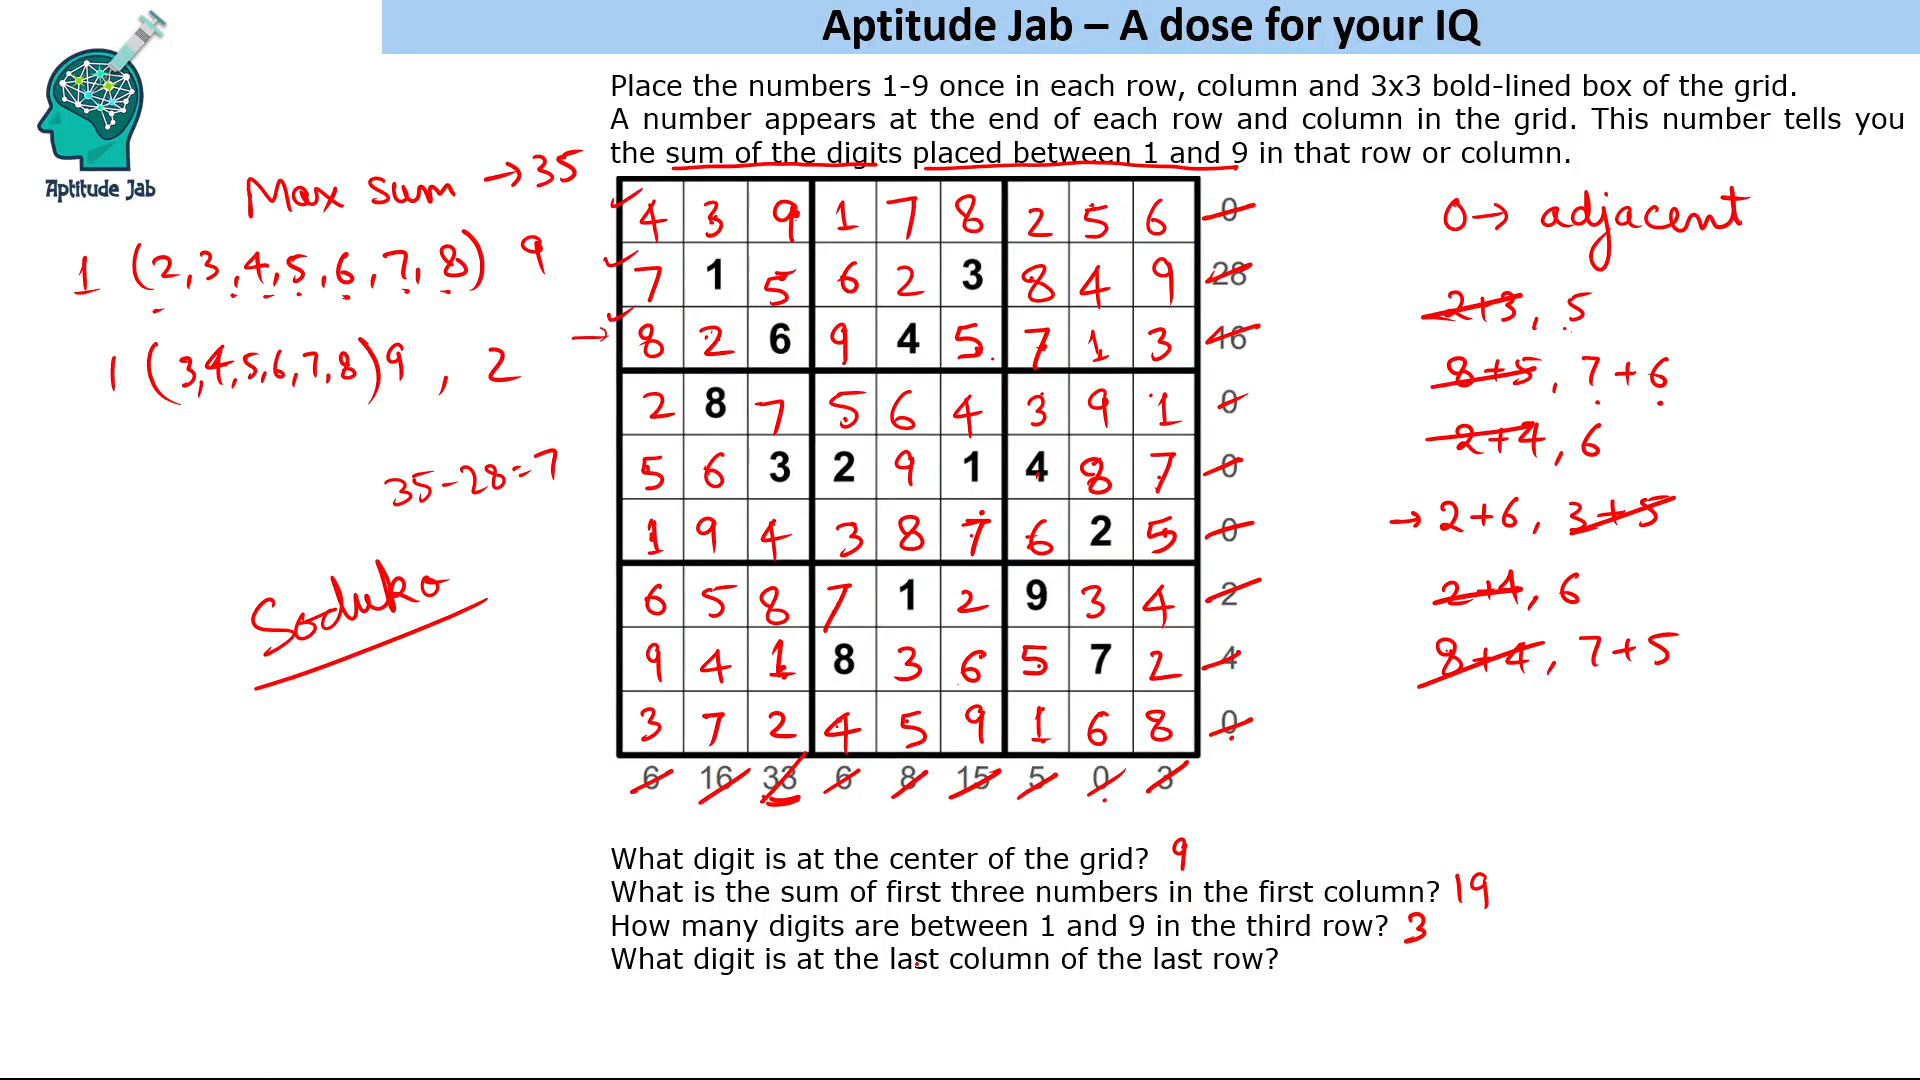 Aptitude Jab – A dose for your IQ
Aptitude Jab
Place the numbers 1-9 once in each row, column and 3x3 bold-lined box of the grid.
A number appears at the end of each row and column in the grid. This number tells you
the sum of the digits placed between 1 and 9 in that row or column.
Max sum → 35
1 (2,3,4,5,6,7,8) 9
1 (3,4,5,6,7,8) 9 , 2
35-28=7
Soduko
4 3 9 1 7 8 2 5 6 0
7 1 5 6 2 3 8 4 9 28
8 2 6 9 4 5 7 1 3 16
2 8 7 5 6 4 3 9 1 0
5 6 3 2 9 1 4 8 7 0
1 9 4 3 8 7 6 2 5 0
6 5 8 7 1 2 9 3 4 2
9 4 1 8 3 6 5 7 2 4
3 7 2 4 5 9 1 6 8 0
6 16 33 6 8 15 5 0 3
0→ adjacent
2+3, 5
8+5, 7+6
2+4, 6
→ 2+6, 3+5
2+4, 6
8+4, 7+5
What digit is at the center of the grid? 9
What is the sum of first three numbers in the first column? 19
How many digits are between 1 and 9 in the third row? 3
What digit is at the last column of the last row?